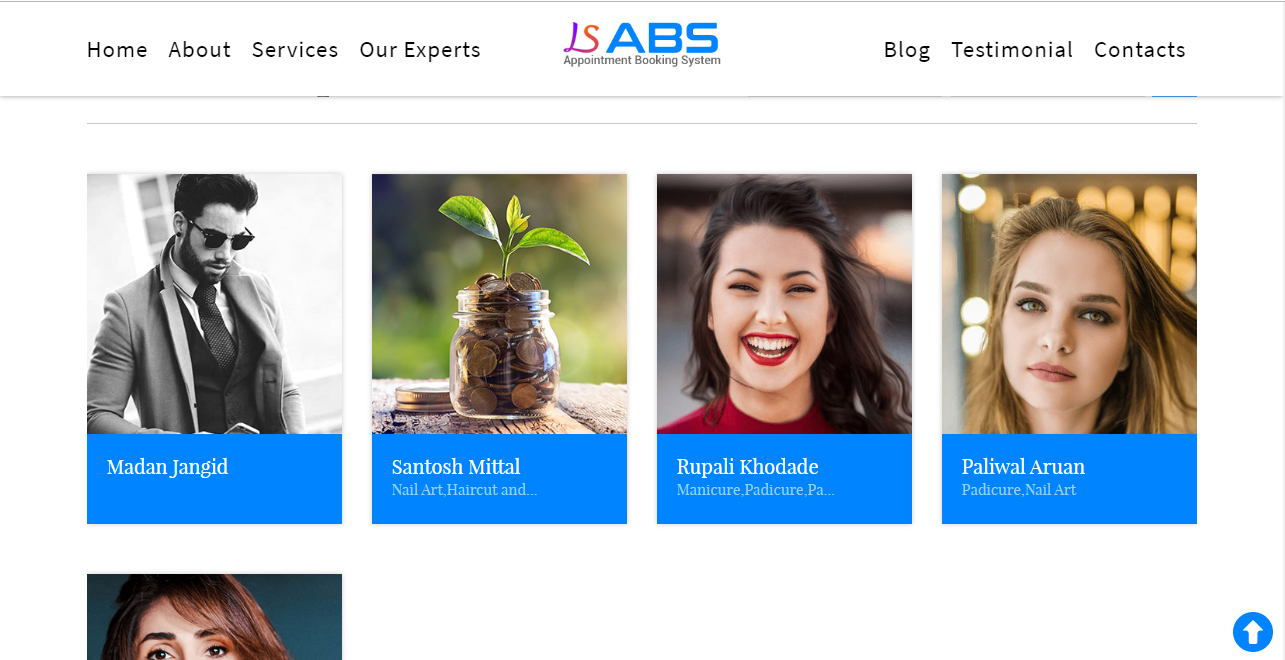 Home About Services Our Experts
LS ABS
Appointment Booking System
Blog Testimonial Contacts
Madan Jangid
Santosh Mittal
Nail Art,Haircut and...
Rupali Khodade
Manicure,Padicure,Pa...
Paliwal Aruan
Padicure,Nail Art